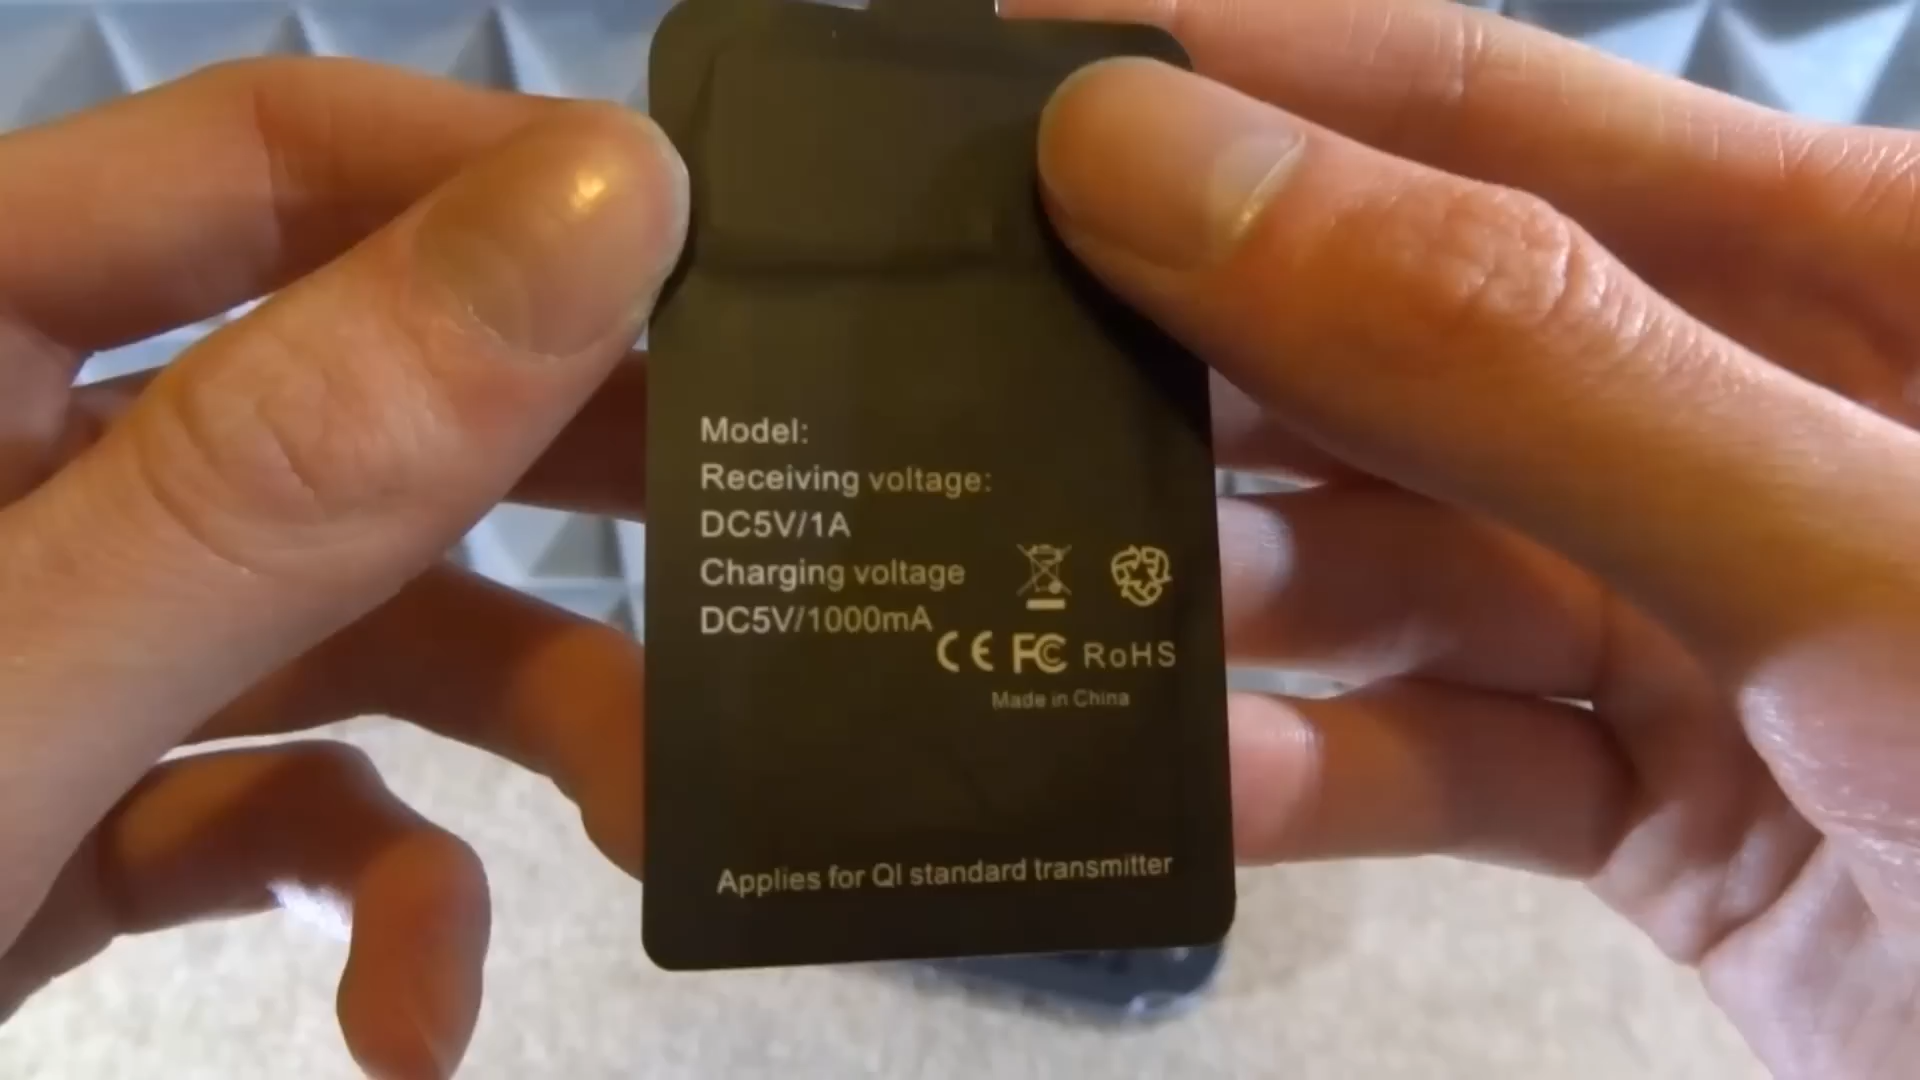 Model:
Receiving voltage:
DC5V/1A
Charging voltage
DC5V/1000mA
CE FC RoHS
Made in China
Applies for QI standard transmitter